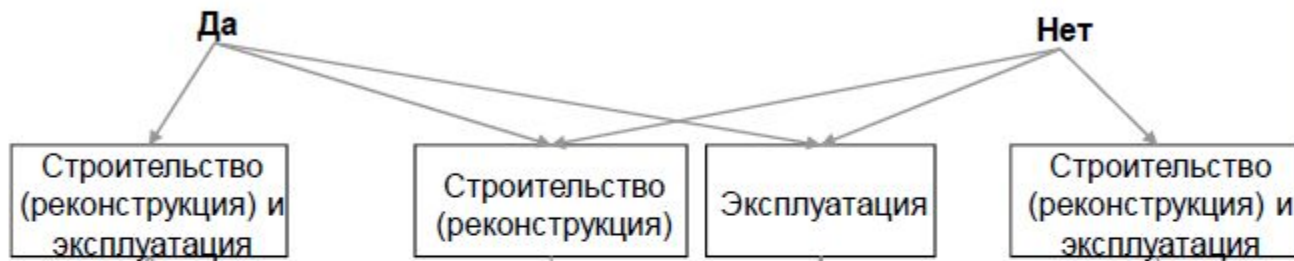 Да
Нет
Строительство
(реконструкция) и
эксплуатация
Строительство
(реконструкция)
Эксплуатация
Строительство
(реконструкция) и
эксплуатация